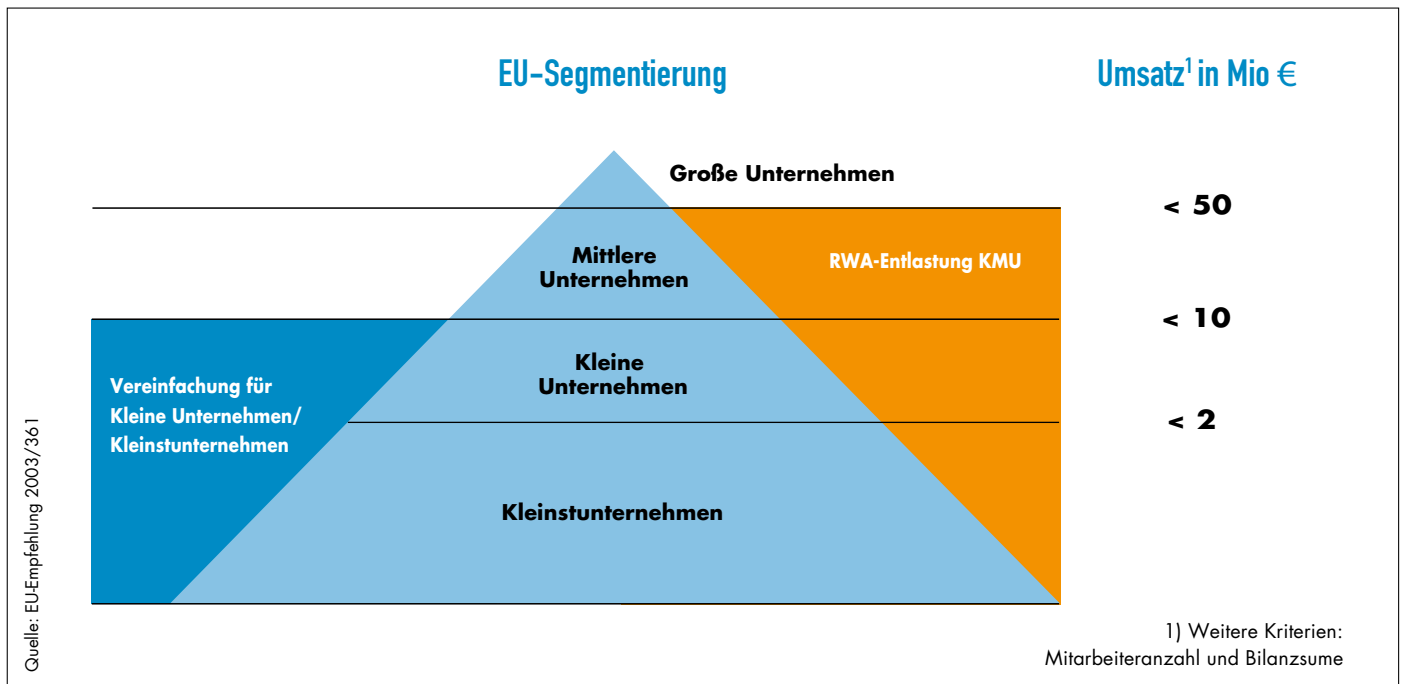 EU-Segmentierung
Umsatz¹ in Mio €
Große Unternehmen
< 50
Mittlere
Unternehmen
RWA-Entlastung KMU
< 10
Kleine
Unternehmen
Vereinfachung für
Kleine Unternehmen/
Kleinstunternehmen
< 2
Kleinstunternehmen
1) Weitere Kriterien:
Mitarbeiteranzahl und Bilanzsume
Quelle: EU-Empfehlung 2003/361